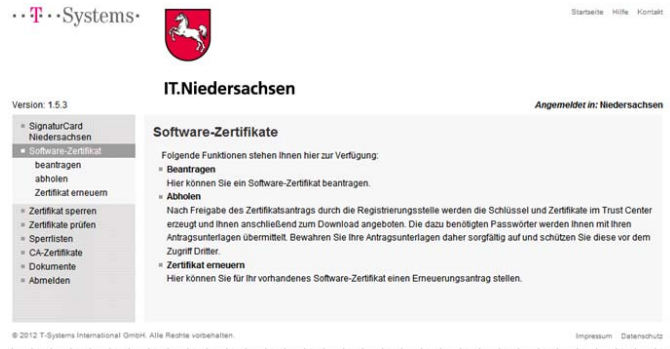 ··T··Systems·
Startseite Hilfe Kontakt
IT.Niedersachsen
Version: 1.5.3
Angemeldet in: Niedersachsen
SignaturCard
Niedersachsen
Software-Zertifikat
beantragen
abholen
Zertifikat erneuern
Zertifikat sperren
Zertifikate prüfen
Sperrlisten
CA-Zertifikate
Dokumente
Abmelden
Software-Zertifikate
Folgende Funktionen stehen Ihnen hier zur Verfügung:
Beantragen
Hier können Sie ein Software-Zertifikat beantragen.
Abholen
Nach Freigabe des Zertifikatsantrags durch die Registrierungsstelle werden die Schlüssel und Zertifikate im Trust Center
erzeugt und Ihnen anschließend zum Download angeboten. Die dazu benötigten Passwörter werden Ihnen mit Ihren
Antragsunterlagen übermittelt. Bewahren Sie Ihre Antragsunterlagen daher sorgfältig auf und schützen Sie diese vor dem
Zugriff Dritter.
Zertifikat erneuern
Hier können Sie für Ihr vorhandenes Software-Zertifikat einen Erneuerungsantrag stellen.
© 2012 T-Systems International GmbH. Alle Rechte vorbehalten.
Impressum Datenschutz